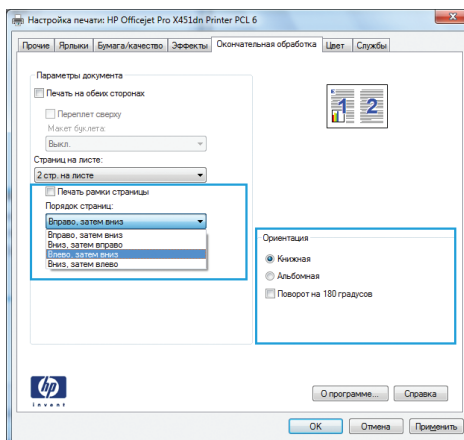 Настройка печати: HP Officejet Pro X451dn Printer PCL 6
Прочие Ярлыки Бумага/качество Эффекты Окончательная обработка Цвет Службы
Параметры документа
Печать на обеих сторонах
Переплет сверху
Макет буклета:
Выкл.
Страниц на листе:
2 стр. на листе
Печать рамки страницы
Порядок страниц:
Вправо, затем вниз
Вправо, затем вниз
Вниз, затем вправо
Влево, затем вниз
Вниз, затем влево
1 2
Ориентация
Книжная
Альбомная
Поворот на 180 градусов
hp
invent
О программе... Справка
OK Отмена Применить